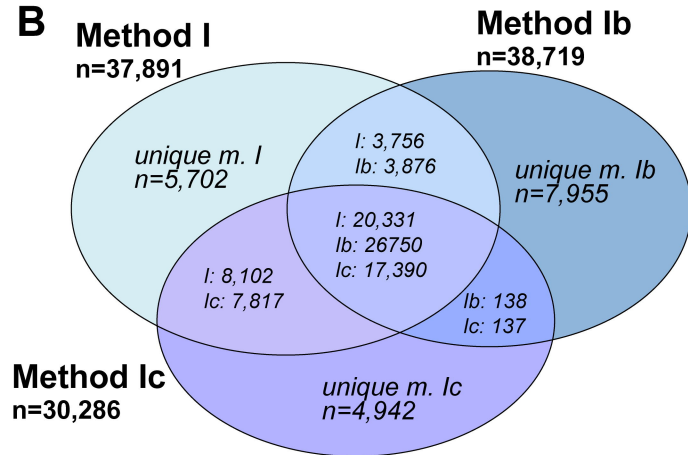 B
Method I
n=37,891
Method Ib
n=38,719
I: 3,756
Ib: 3,876
unique m. I
n=5,702
unique m. Ib
n=7,955
I: 20,331
Ib: 26750
Ic: 17,390
I: 8,102
Ic: 7,817
Ib: 138
Ic: 137
Method Ic
n=30,286
unique m. Ic
n=4,942